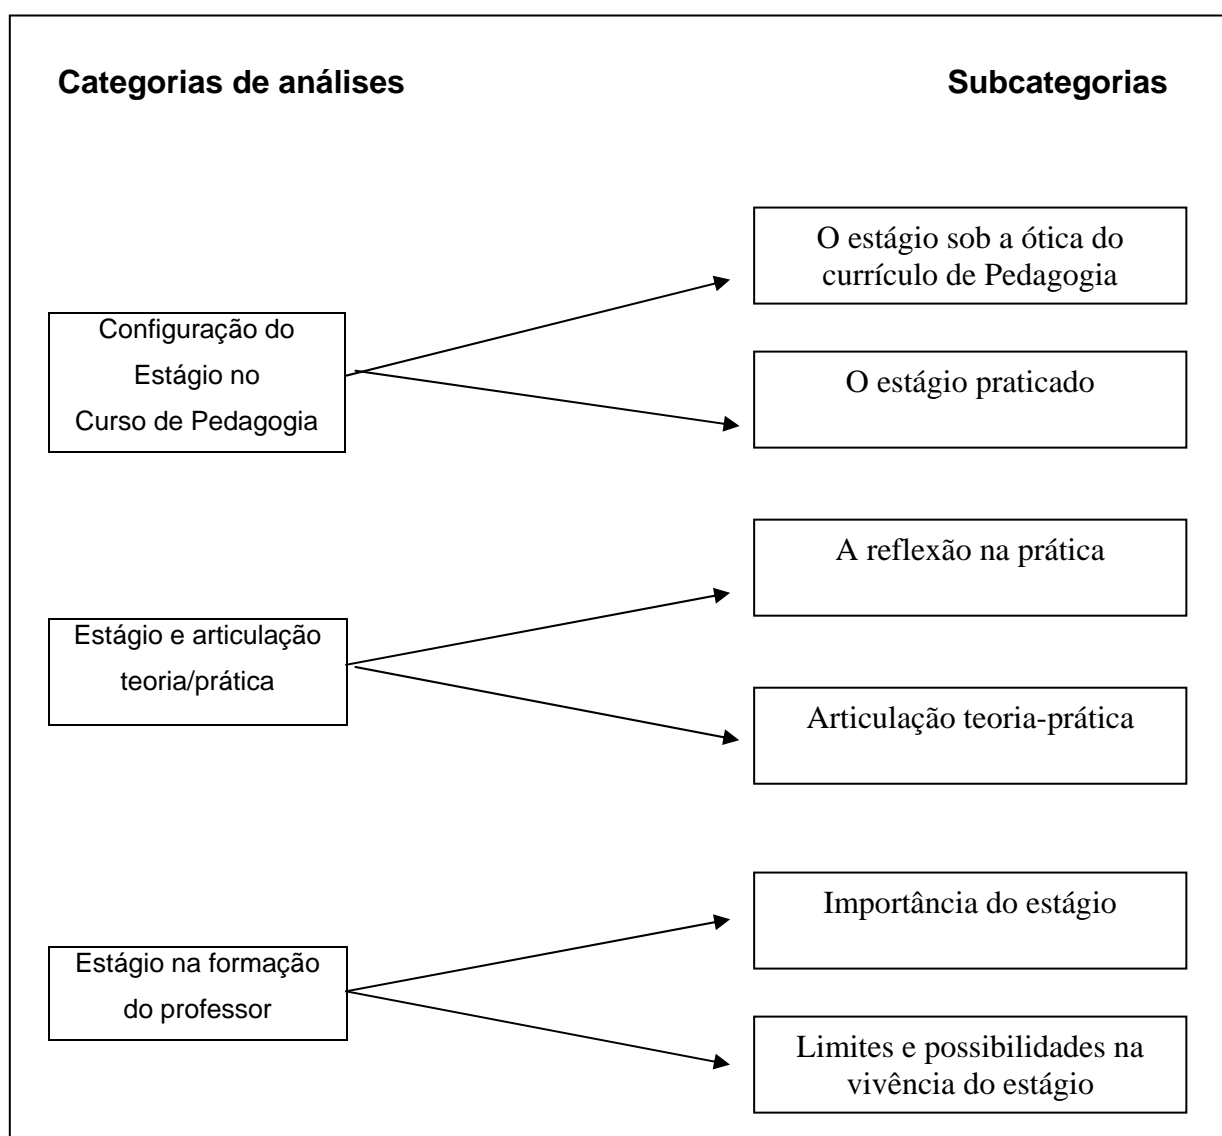 Categorias de análises
Subcategorias
Configuração do
Estágio no
Curso de Pedagogia
O estágio sob a ótica do
currículo de Pedagogia
O estágio praticado
Estágio e articulação
teoria/prática
A reflexão na prática
Articulação teoria-prática
Estágio na formação
do professor
Importância do estágio
Limites e possibilidades na
vivência do estágio